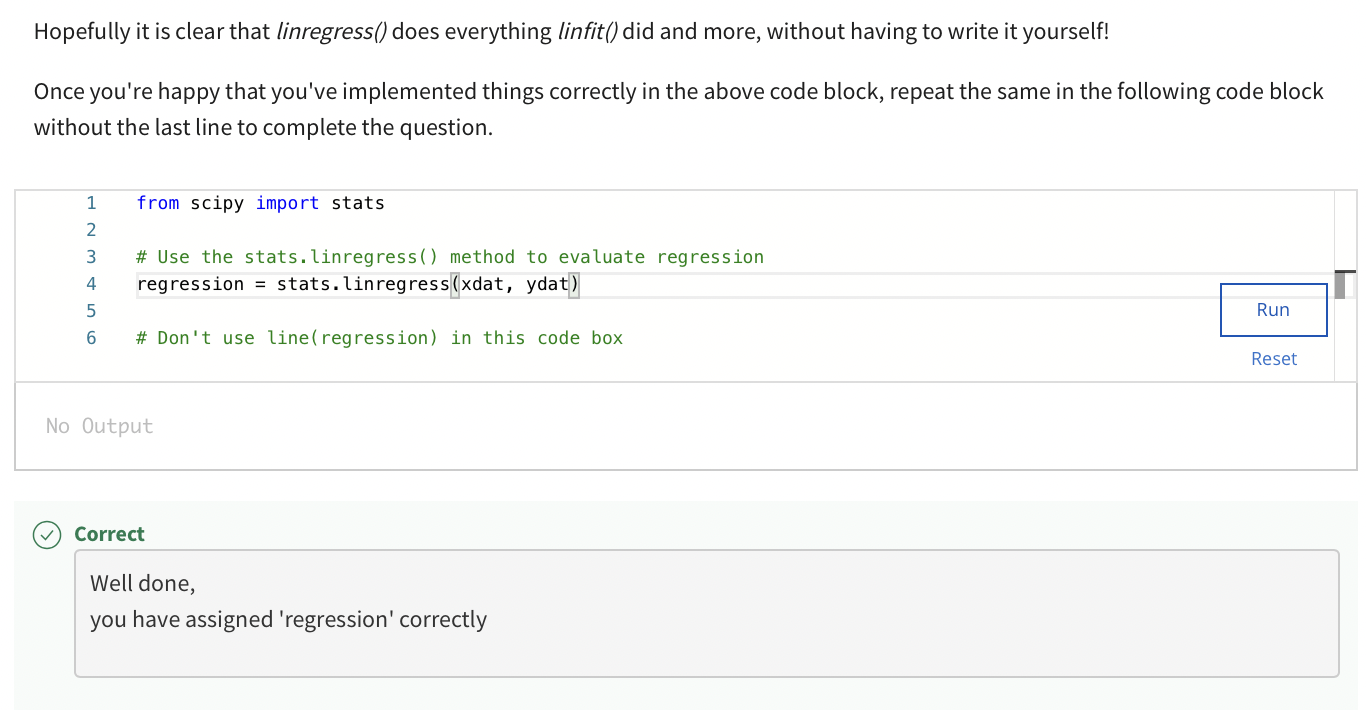 Hopefully it is clear that linregress() does everything linfit() did and more, without having to write it yourself!
Once you're happy that you've implemented things correctly in the above code block, repeat the same in the following code block
without the last line to complete the question.
1 from scipy import stats
2
3 # Use the stats.linregress() method to evaluate regression
4 regression = stats.linregress(xdat, ydat)
5
6 # Don't use line(regression) in this code box
Run
Reset
No Output
Correct
Well done,
you have assigned 'regression' correctly